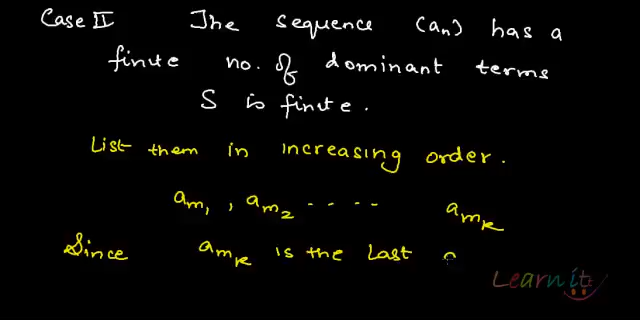 Case II The sequence (an) has a
finite no. of dominant terms
S is finite.
List them in increasing order.
am1, am2 ..... amk
Since amk is the last
Learnit